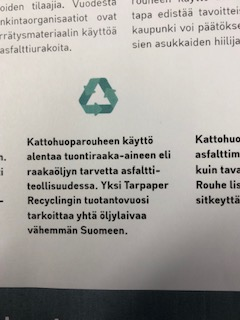 oiden tilaajia. Vuodesta
nkintaorganisaatiot ovat
rrätysmateriaalin käyttöä
asfalttiurakoita.
tapa edistää tavoitteis
kaupunki voi päätökse
sien asukkaiden hiilija
Kattohuoparouheen käyttö
alentaa tuontiraaka-aineen eli
raakaöljyn tarvetta asfaltti-
teollisuudessa. Yksi Tarpaper
Recyclingin tuotantovuosi
tarkoittaa yhtä öljylaivaa
vähemmän Suomeen.
Kattohuo
asfalttim
kuin tava
Rouhe lis
sitkeyttä